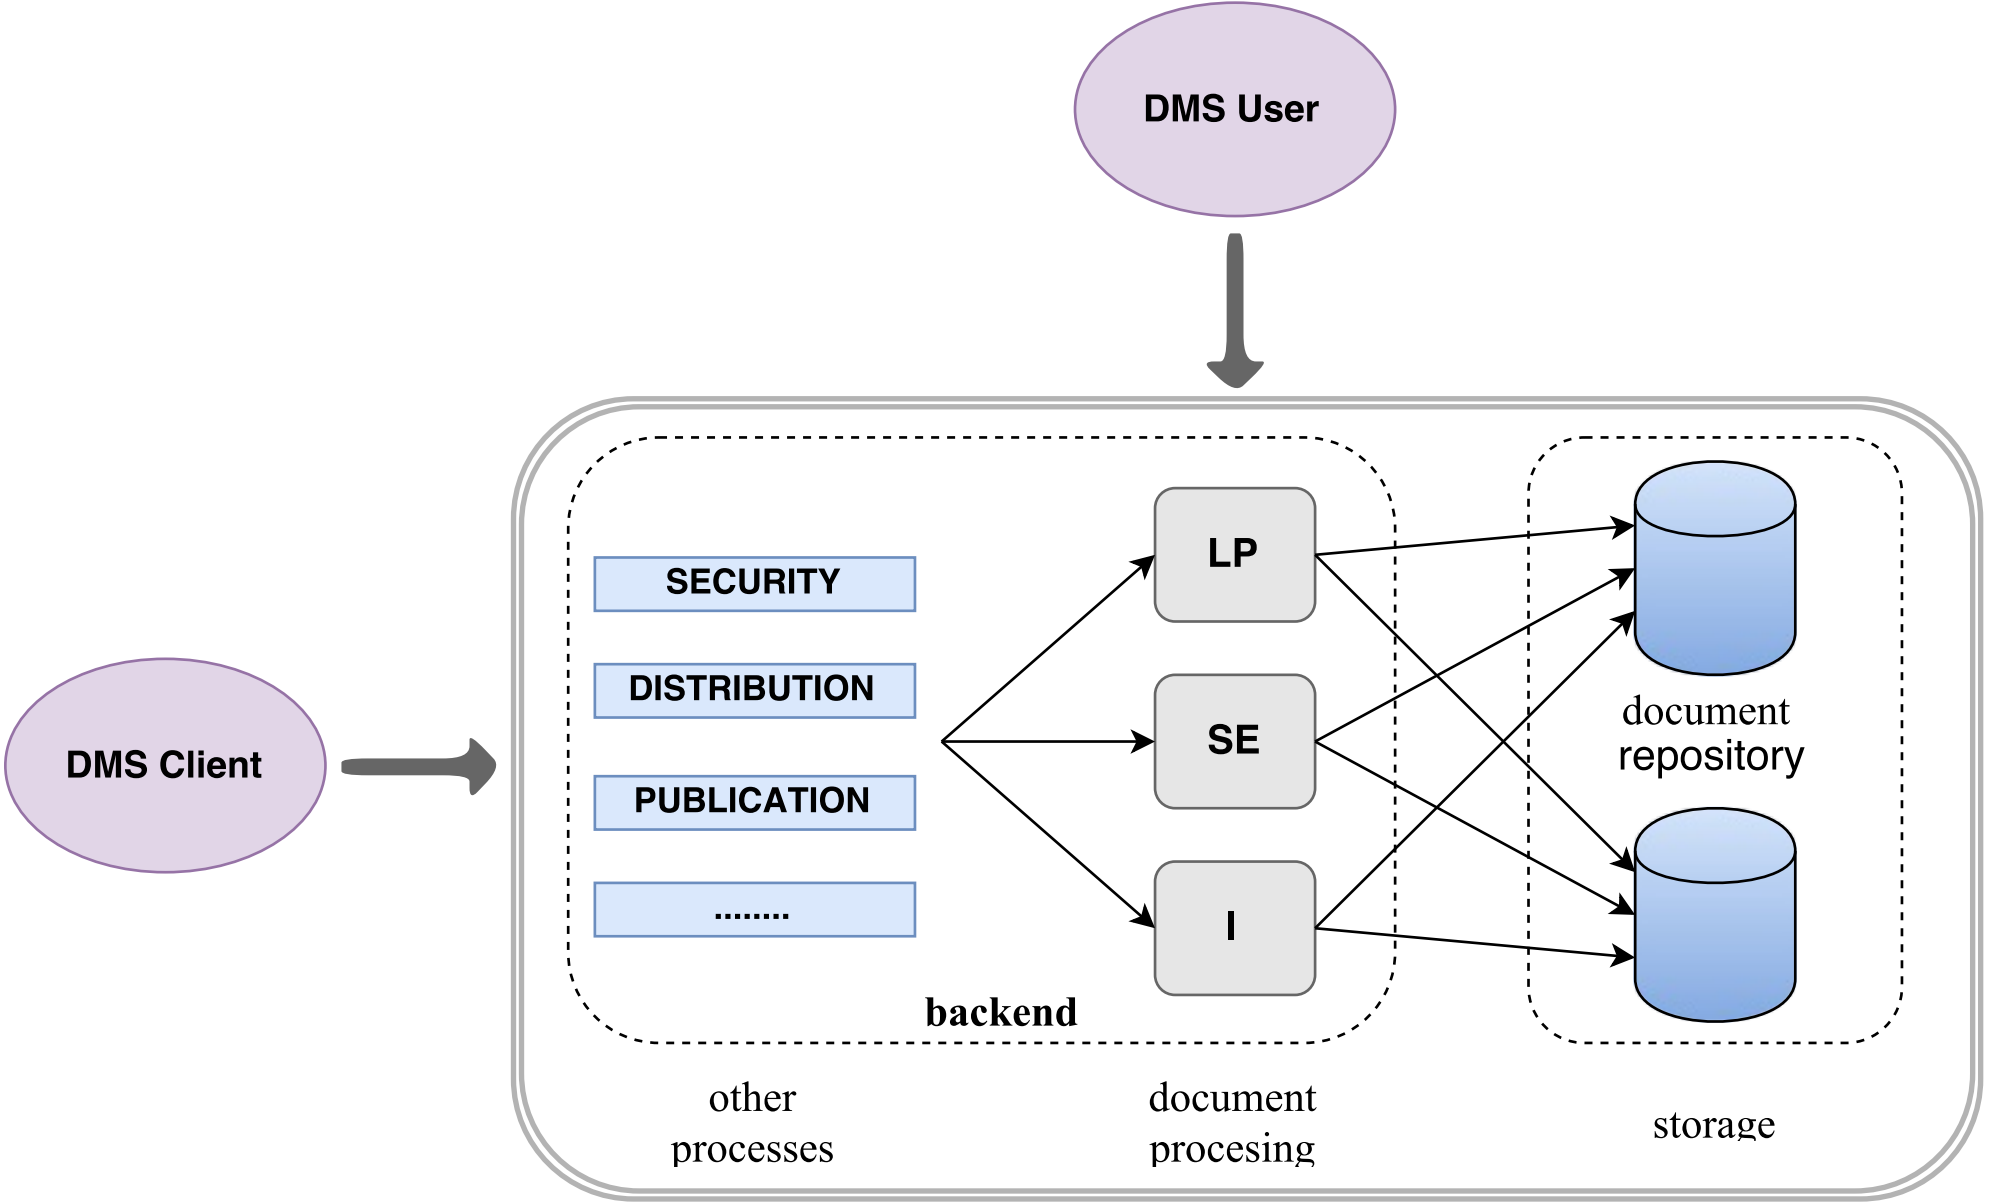 DMS User
DMS Client
SECURITY
DISTRIBUTION
PUBLICATION
........
LP
SE
I
backend
document
repository
other
processes
document
procesing
storage